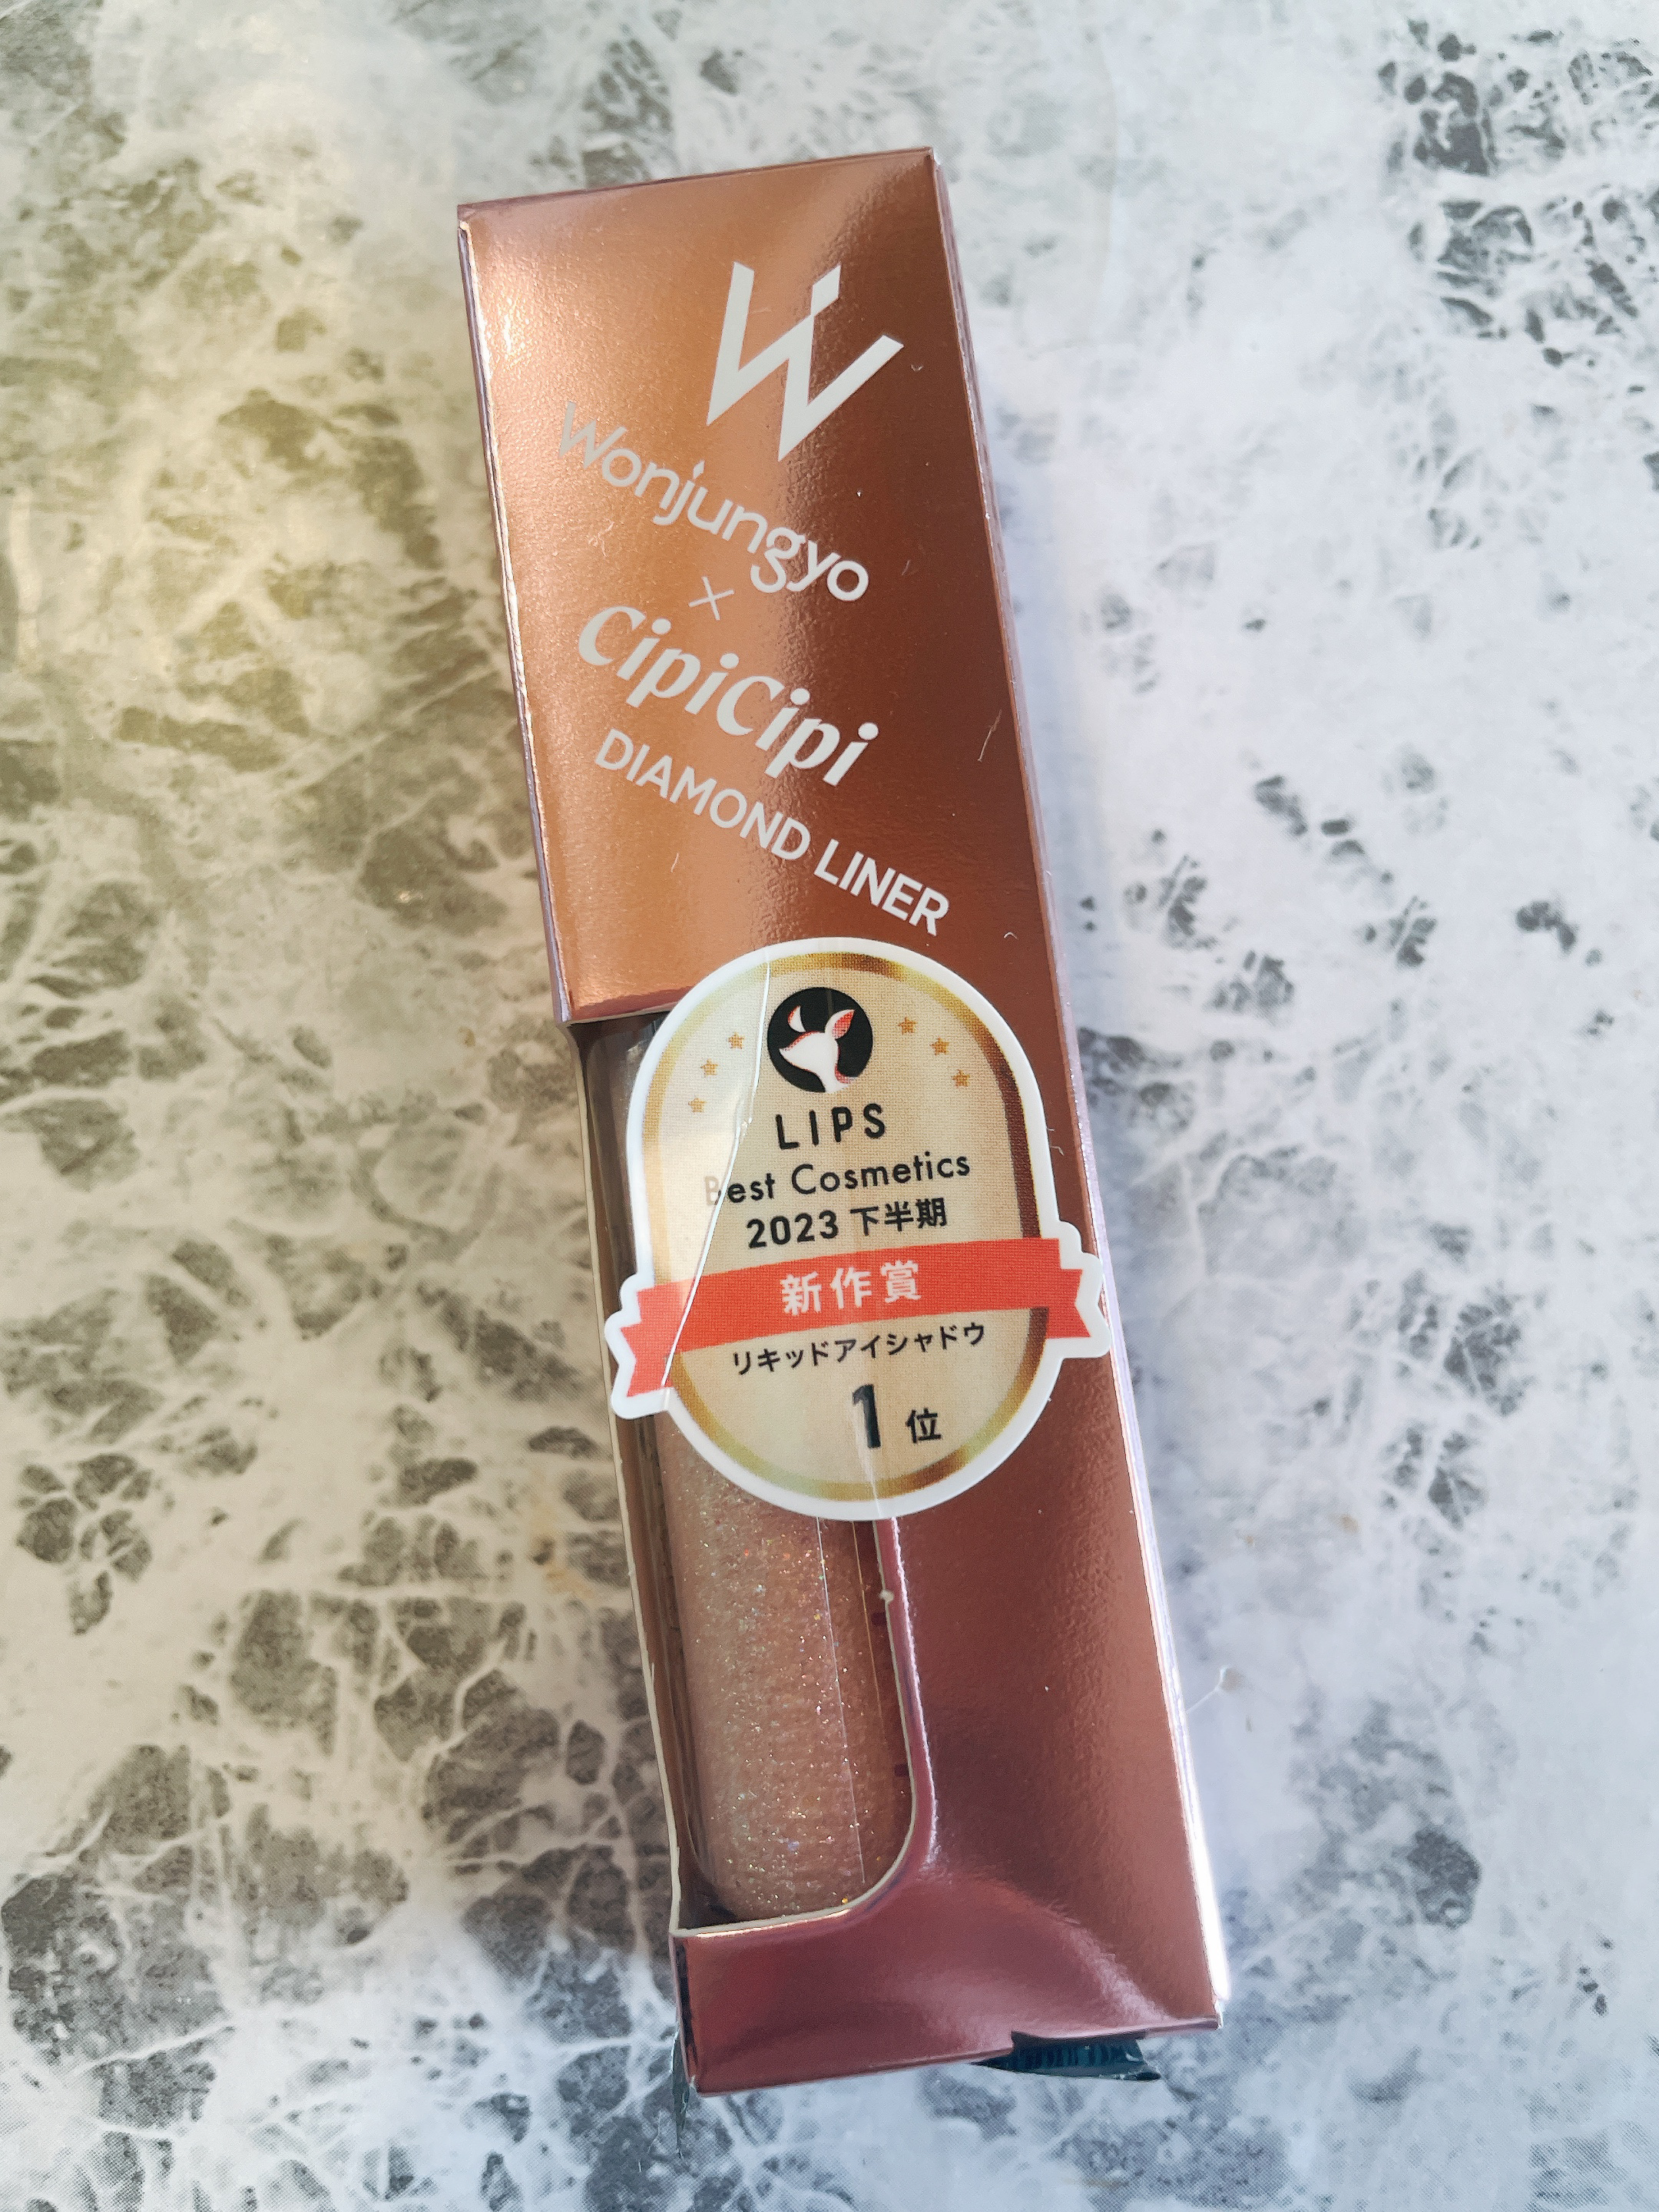 W
Wonjungyo
×
CipiCipi
DIAMOND LINER
LIPS
Best Cosmetics
2023 下半期
新作賞
リキッドアイシャドウ
1 位